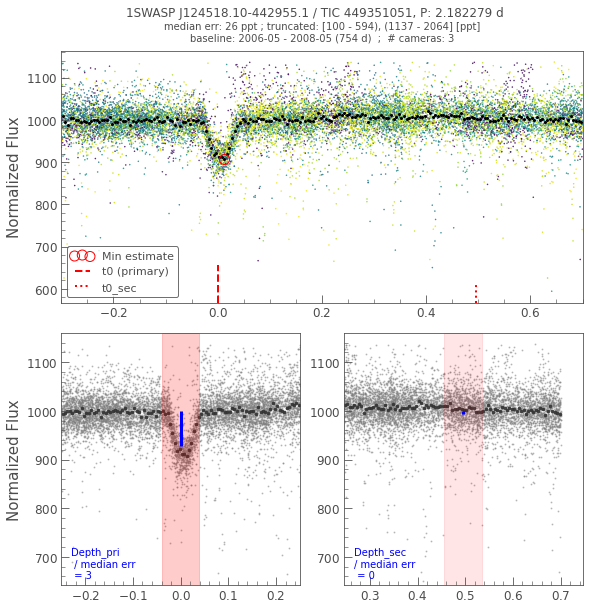 1SWASP J124518.10-442955.1 / TIC 449351051, P: 2.182279 d
median err: 26 ppt ; truncated: [100 - 594), (1137 - 2064] [ppt]
baseline: 2006-05 - 2008-05 (754 d)  ;  # cameras: 3
Normalized Flux
1100
1000
900
800
700
600
Min estimate
t0 (primary)
t0_sec
−0.2 0.0 0.2 0.4 0.6
Normalized Flux
1100
1000
900
800
700
Depth_pri
/ median err
= 3
−0.2 −0.1 0.0 0.1 0.2
1100
1000
900
800
700
Depth_sec
/ median err
= 0
0.3 0.4 0.5 0.6 0.7